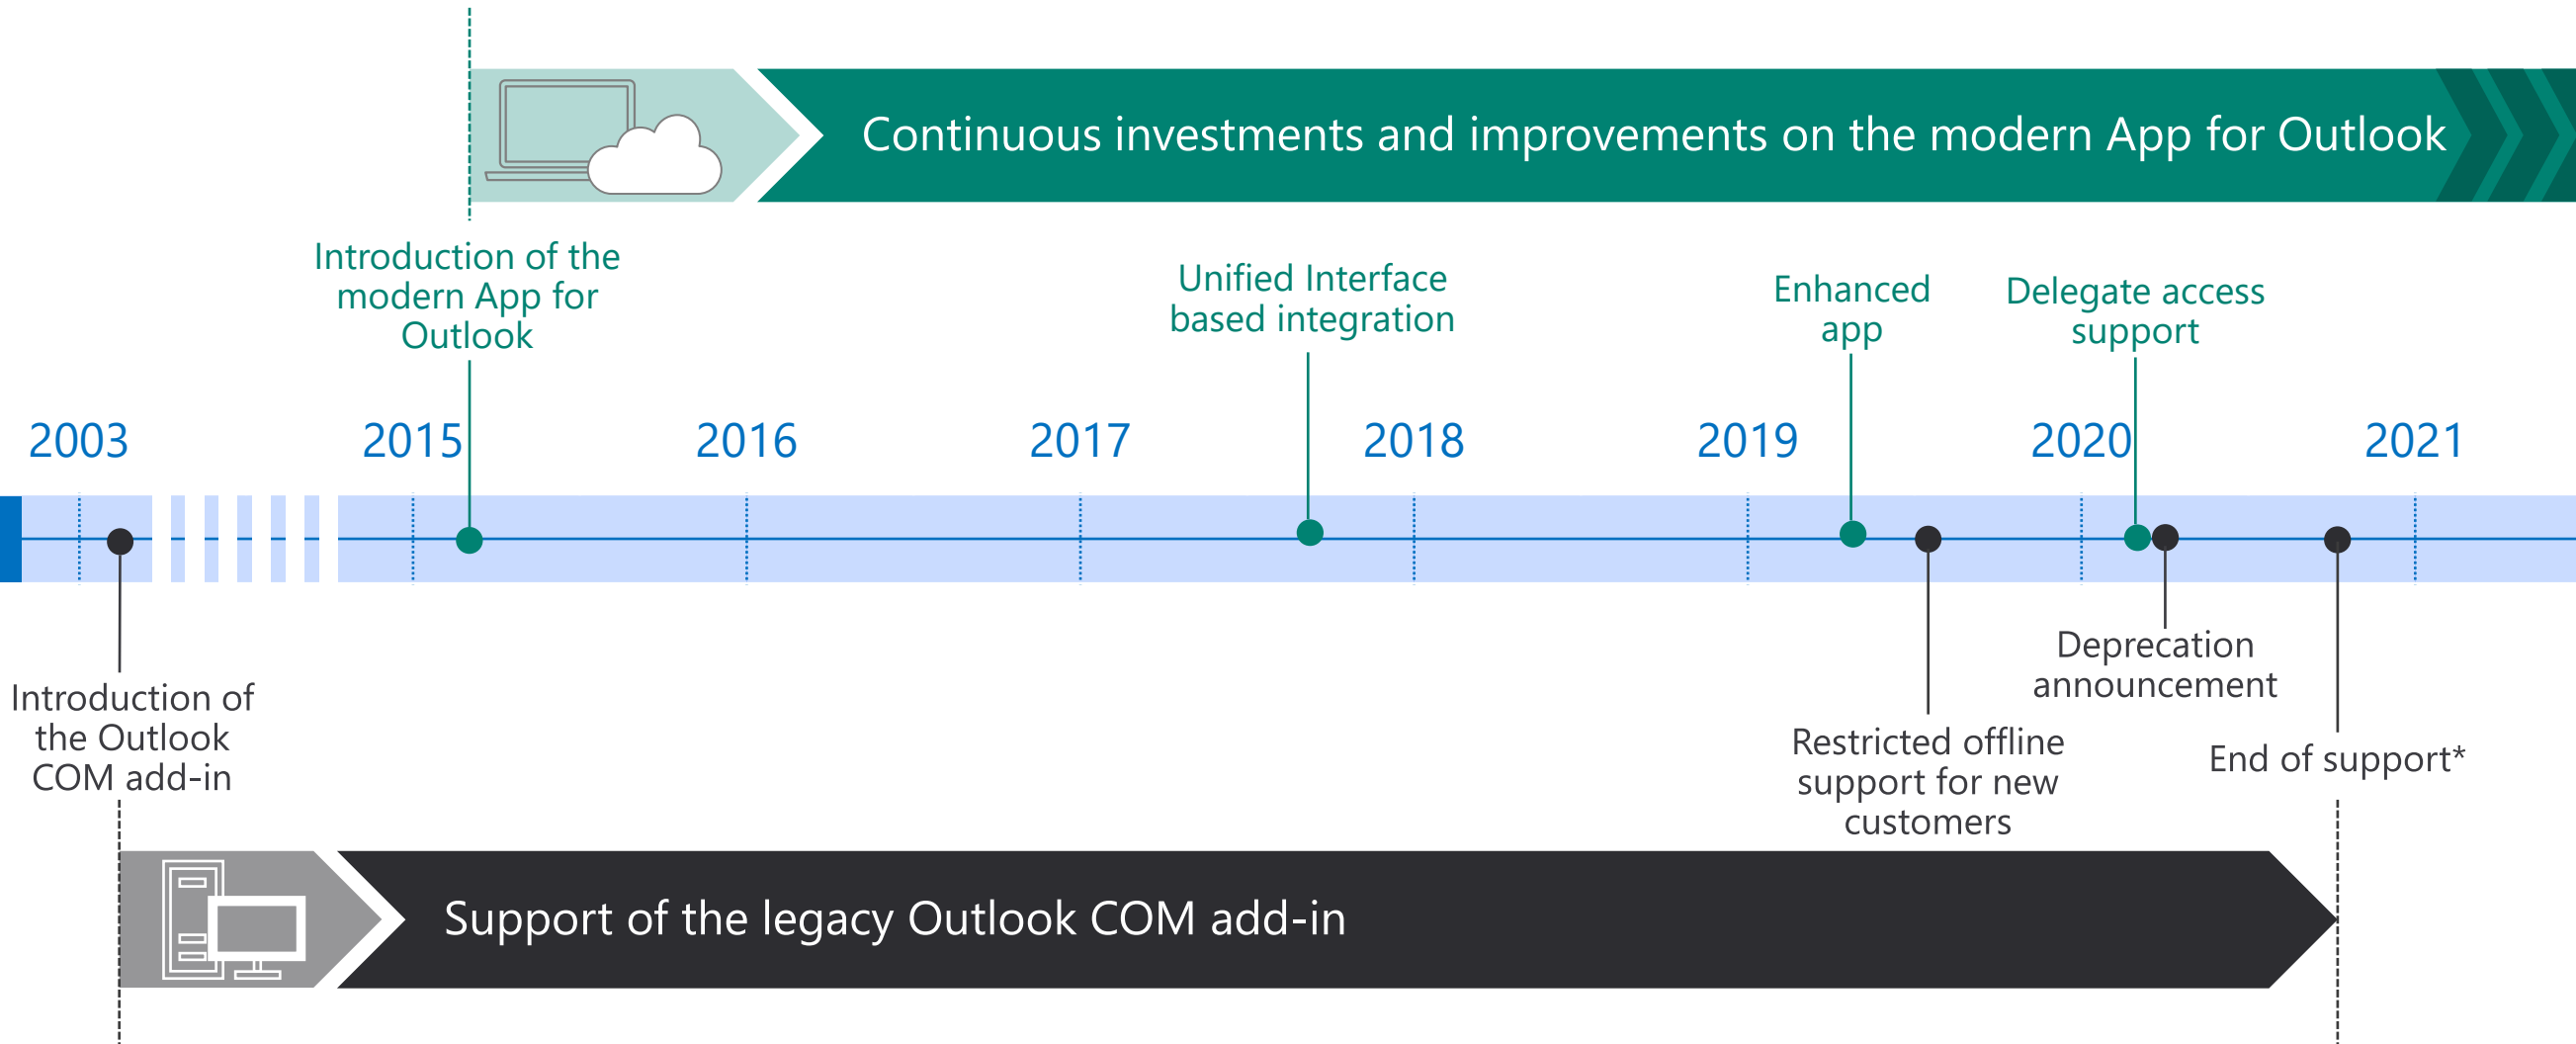 Continuous investments and improvements on the modern App for Outlook
Introduction of the
modern App for
Outlook
Unified Interface
based integration
Enhanced
app
Delegate access
support
2003
2015
2016
2017
2018
2019
2020
2021
Introduction of
the Outlook
COM add-in
Restricted offline
support for new
customers
Deprecation
announcement
End of support*
Support of the legacy Outlook COM add-in